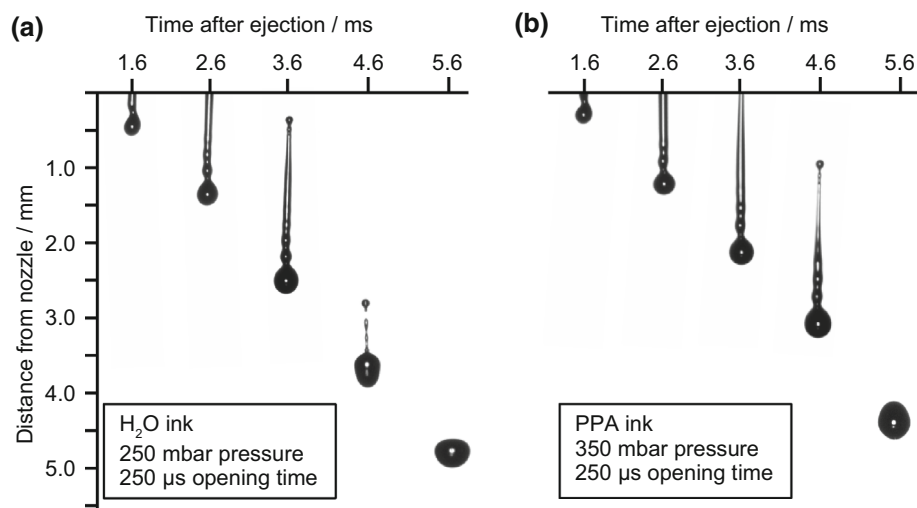 (a)
Time after ejection / ms
1.6 2.6 3.6 4.6 5.6
Distance from nozzle / mm
1.0
2.0
3.0
4.0
5.0
H₂O ink
250 mbar pressure
250 µs opening time
(b)
Time after ejection / ms
1.6 2.6 3.6 4.6 5.6
PPA ink
350 mbar pressure
250 µs opening time